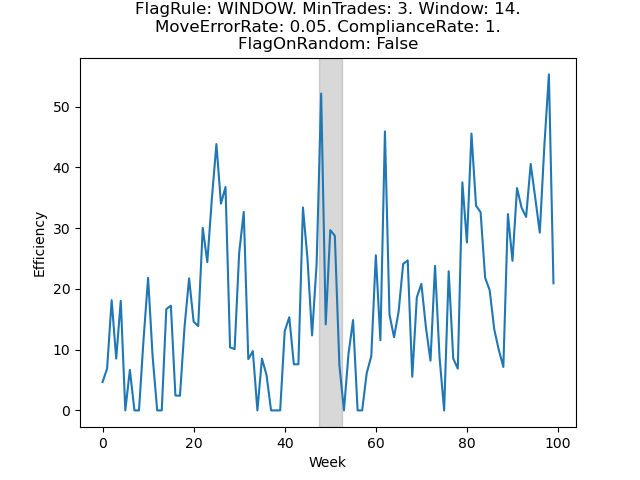 FlagRule: WINDOW. MinTrades: 3. Window: 14.
MoveErrorRate: 0.05. ComplianceRate: 1.
FlagOnRandom: False
Efficiency
50
40
30
20
10
0
0 20 40 60 80 100
Week